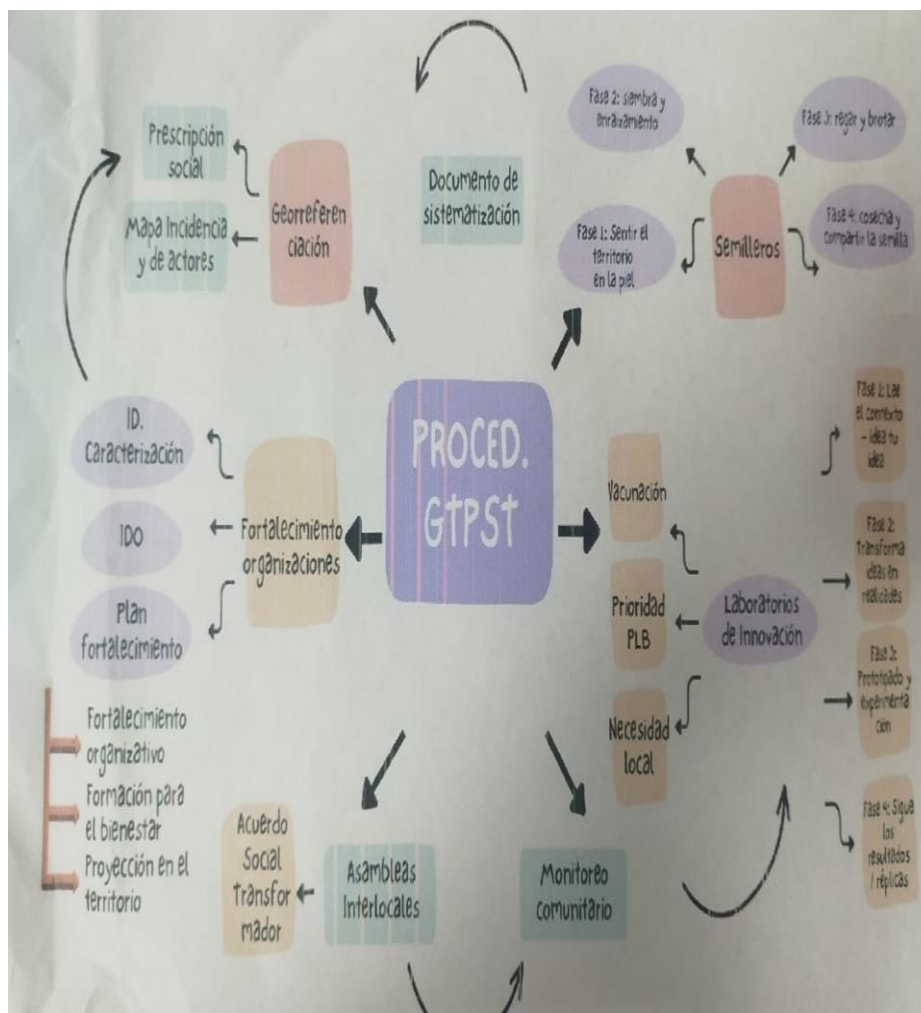 Prescripción
social
Mapa Incidencia
y de actores
Georreferen
ciación
Documento de
sistematización
Fase 2: siembra y
enraizamiento
Fase 3: regar y brotar
Fase 1: Sentir el
territorio
en la piel
Semilleros
Fase 4: cosecha y
compartir la semilla
PROCED.
GTPST
ID.
Caracterización
IDO
Plan
fortalecimiento
Fortalecimiento
organizaciones
Fortalecimiento
organizativo
Formación para
el bienestar
Proyección en el
territorio
Vacunación
Prioridad
PLB
Necesidad
local
Laboratorios
de Innovación
Fase 1: Lee
el contexto
- idea tu
idea
Fase 2:
Transforma
ideas en
realidades
Fase 3:
Prototipado y
experimenta
ción
Fase 4: Sigue
los
resultados
/ réplicas
Acuerdo
Social
Transfor
mador
Asambleas
Interlocales
Monitoreo
comunitario